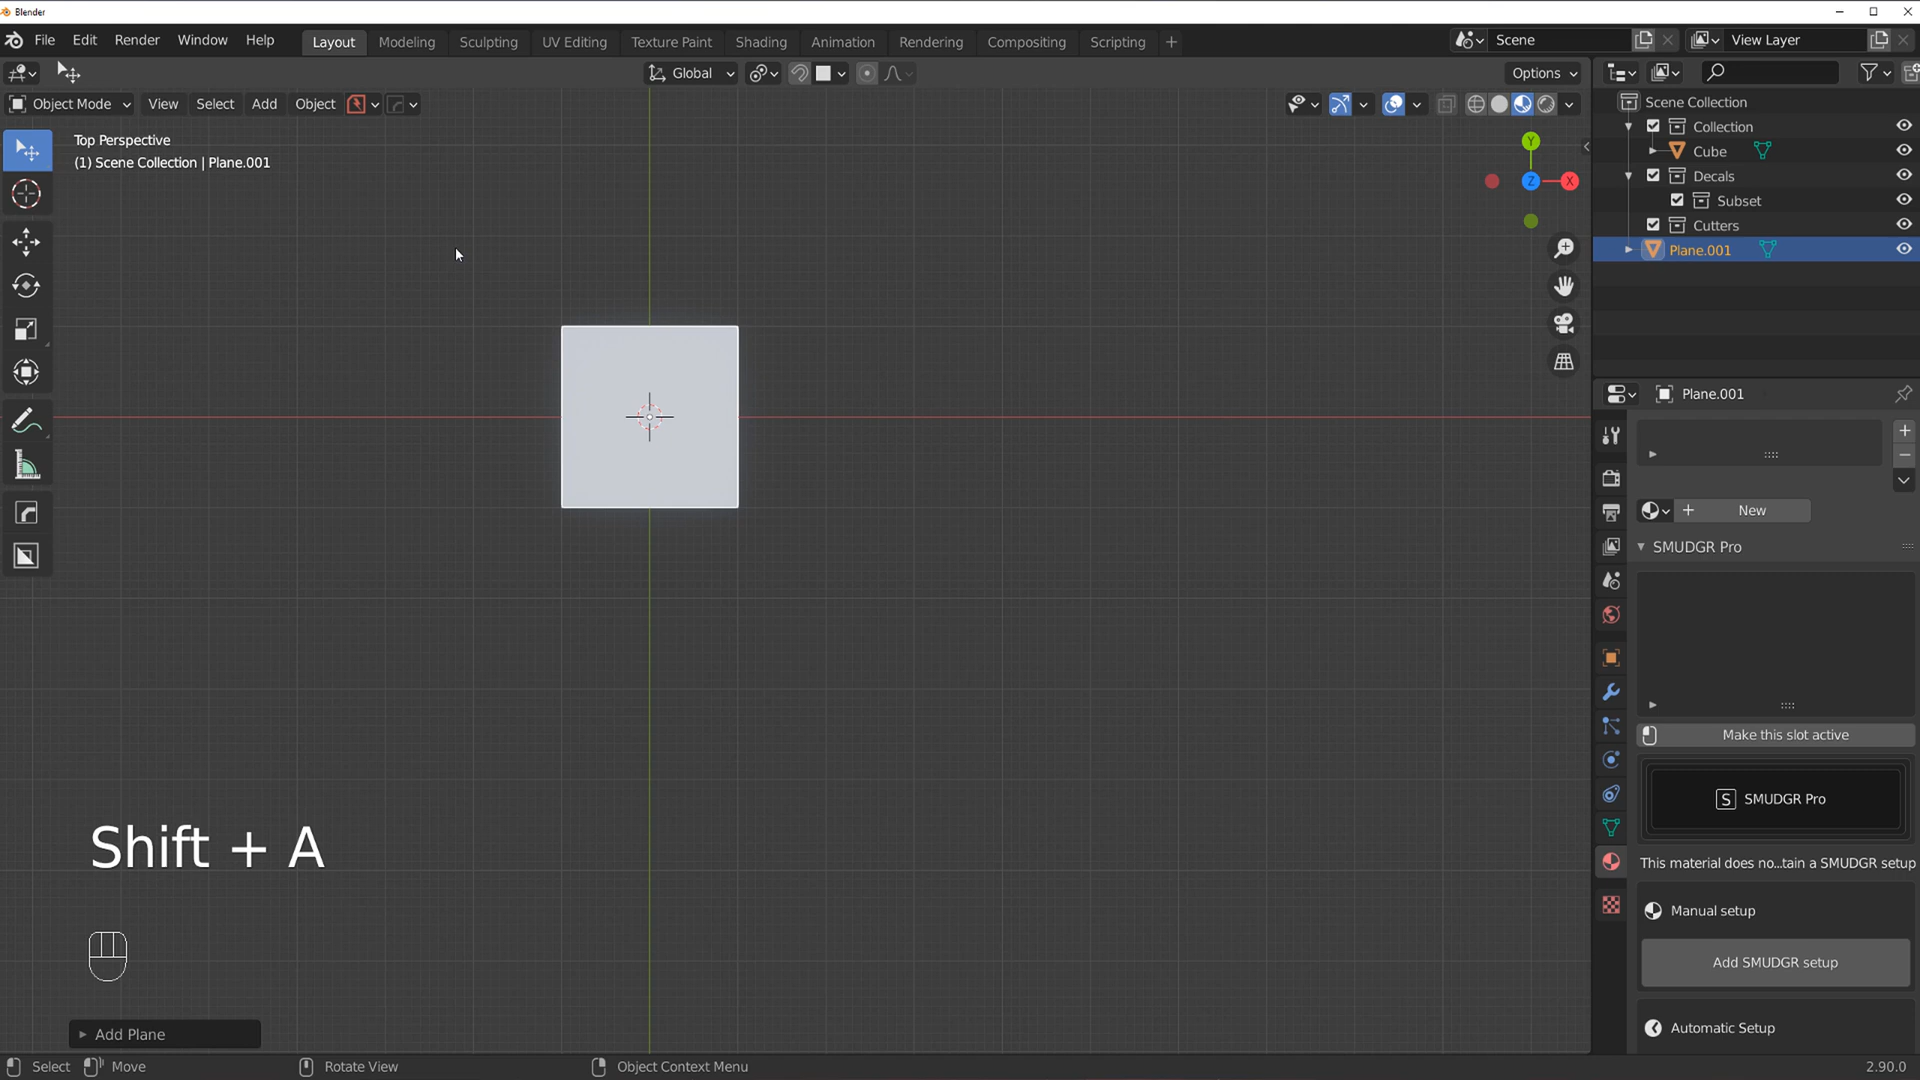 Blender
File Edit Render Window Help Layout Modeling Sculpting UV Editing Texture Paint Shading Animation Rendering Compositing Scripting + Scene View Layer
Global Options
Object Mode View Select Add Object
Top Perspective
(1) Scene Collection | Plane.001
Y
Z X
Scene Collection
Collection
Cube
Decals
Subset
Cutters
Plane.001
Plane.001
New
SMUDGR Pro
Make this slot active
S SMUDGR Pro
This material does no...tain a SMUDGR setup
Manual setup
Add SMUDGR setup
Automatic Setup
Shift + A
Add Plane
Select Move Rotate View Object Context Menu 2.90.0